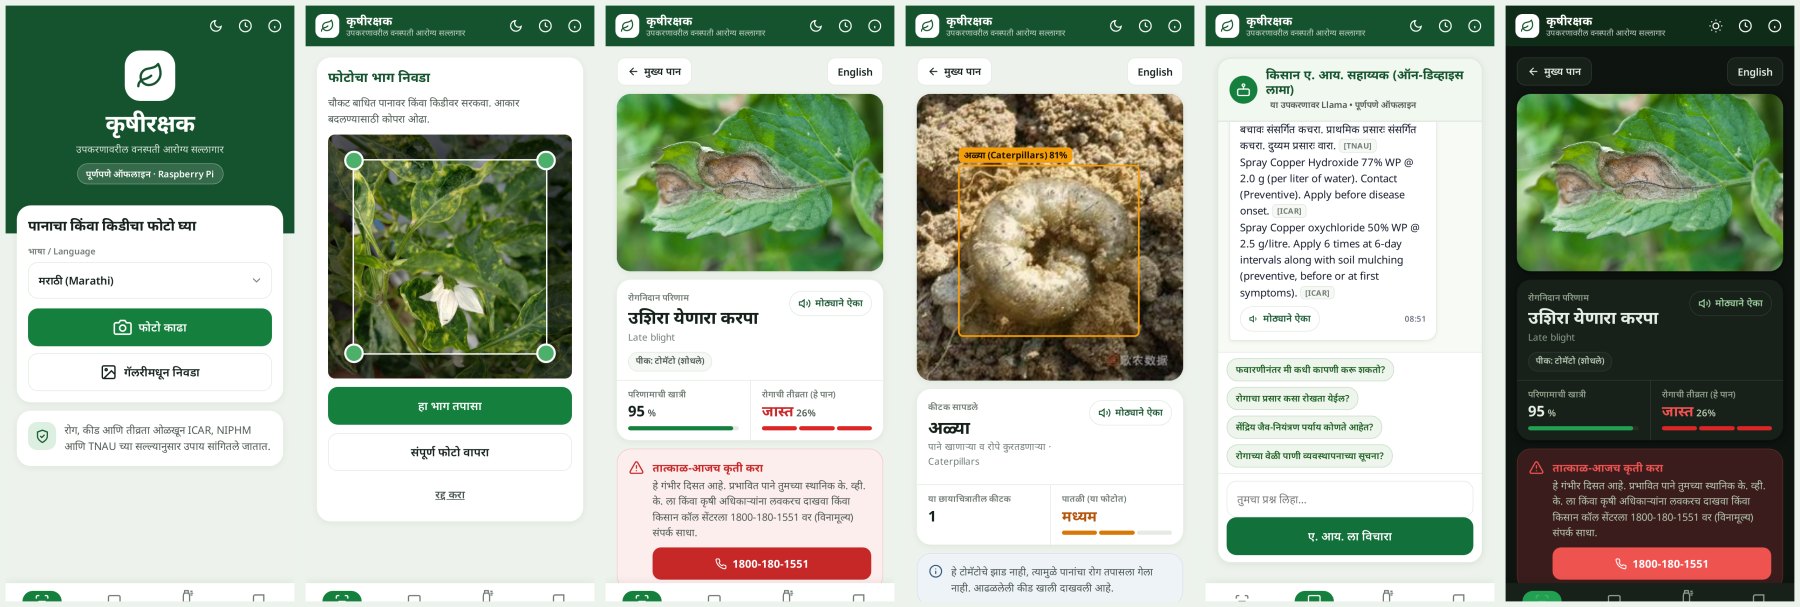 कृषीरक्षक
उपकरणावरील वनस्पती आरोग्य सल्लागार
पूर्णपणे ऑफलाइन · Raspberry Pi
पानाचा किंवा किडीचा फोटो घ्या
भाषा / Language
मराठी (Marathi)
फोटो काढा
गॅलरीमधून निवडा
रोग, कीड आणि तीव्रता ओळखून ICAR, NIPHM
आणि TNAU च्या सल्ल्यानुसार उपाय सांगितले जातात.
कृषीरक्षक
उपकरणावरील वनस्पती आरोग्य सल्लागार
फोटोचा भाग निवडा
चौकट बाधित पानावर किंवा किडीवर सरकवा. आकार
बदलण्यासाठी कोपरा ओढा.
हा भाग तपासा
संपूर्ण फोटो वापरा
रद्द करा
कृषीरक्षक
उपकरणावरील वनस्पती आरोग्य सल्लागार
मुख्य पान
English
रोगनिदान परिणाम
मोठ्याने ऐका
उशिरा येणारा करपा
Late blight
पीक: टोमॅटो (शोधले)
परिणामाची खात्री
95 %
रोगाची तीव्रता (हे पान)
जास्त 26%
तात्काळ-आजच कृती करा
हे गंभीर दिसत आहे. प्रभावित पाने तुमच्या स्थानिक के. व्ही.
के. ला किंवा कृषी अधिकाऱ्यांना लवकरच दाखवा किंवा
किसान कॉल सेंटरला 1800-180-1551 वर (विनामूल्य)
संपर्क साधा.
1800-180-1551
कृषीरक्षक
उपकरणावरील वनस्पती आरोग्य सल्लागार
मुख्य पान
English
अळ्या (Caterpillars) 81%
欧农数据
कीटक सापडले
मोठ्याने ऐका
अळ्या
पाने खाणाऱ्या व रोपे कुरतडणाऱ्या ·
Caterpillars
या छायाचित्रातील कीटक
1
पातळी (या फोटोत)
मध्यम
हे टोमॅटोचे झाड नाही, त्यामुळे पानांचा रोग तपासला गेला
नाही. आढळलेली कीड खाली दाखवली आहे.
कृषीरक्षक
उपकरणावरील वनस्पती आरोग्य सल्लागार
किसान ए. आय. सहाय्यक (ऑन-डिव्हाइस
लामा)
या उपकरणावर Llama • पूर्णपणे ऑफलाइन
बचावः संसर्गित कचरा. प्राथमिक प्रसारः संसर्गित
कचरा. दुय्यम प्रसारः वारा. [TNAU]
Spray Copper Hydroxide 77% WP @
2.0 g (per liter of water). Contact
(Preventive). Apply before disease
onset. [ICAR]
Spray Copper oxychloride 50% WP @
2.5 g/litre. Apply 6 times at 6-day
intervals along with soil mulching
(preventive, before or at first
symptoms). [ICAR]
मोठ्याने ऐका
08:51
फवारणीनंतर मी कधी कापणी करू शकतो?
रोगाचा प्रसार कसा रोखता येईल?
सेंद्रिय जैव-नियंत्रण पर्याय कोणते आहेत?
रोगाच्या वेळी पाणी व्यवस्थापनाच्या सूचना?
तुमचा प्रश्न लिहा...
ए. आय. ला विचारा
कृषीरक्षक
उपकरणावरील वनस्पती आरोग्य सल्लागार
मुख्य पान
English
रोगनिदान परिणाम
मोठ्याने ऐका
उशिरा येणारा करपा
Late blight
पीक: टोमॅटो (शोधले)
परिणामाची खात्री
95 %
रोगाची तीव्रता (हे पान)
जास्त 26%
तात्काळ-आजच कृती करा
हे गंभीर दिसत आहे. प्रभावित पाने तुमच्या स्थानिक के. व्ही.
के. ला किंवा कृषी अधिकाऱ्यांना लवकरच दाखवा किंवा
किसान कॉल सेंटरला 1800-180-1551 वर (विनामूल्य)
संपर्क साधा.
1800-180-1551